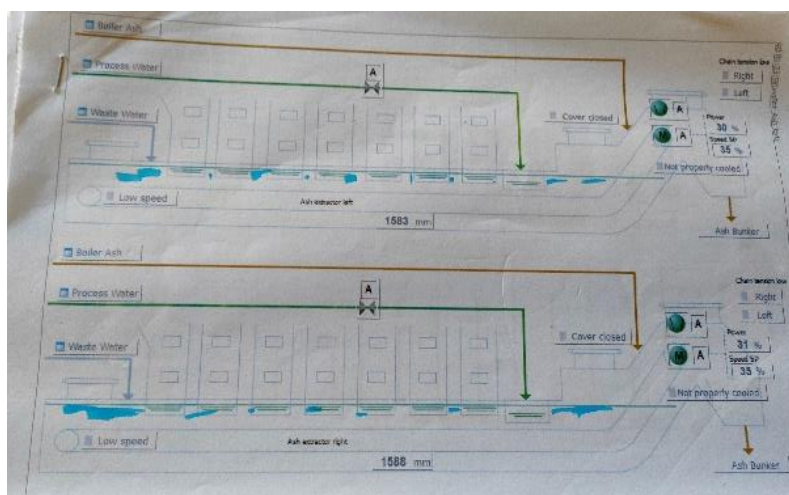 Boiler Ash
Process Water
A
Chain tension low
Right
Left
Waste Water
Cover closed
L A
M A
Power
30 %
Speed SP
35 %
Not properly cooled
Low speed
Ash extractor left
1583 mm
Ash Bunker
Boiler Ash
Process Water
A
Chain tension low
Right
Left
Waste Water
Cover closed
A
M A
Power
31 %
Speed SP
35 %
Not properly cooled
Low speed
Ash extractor right
1588 mm
Ash Bunker